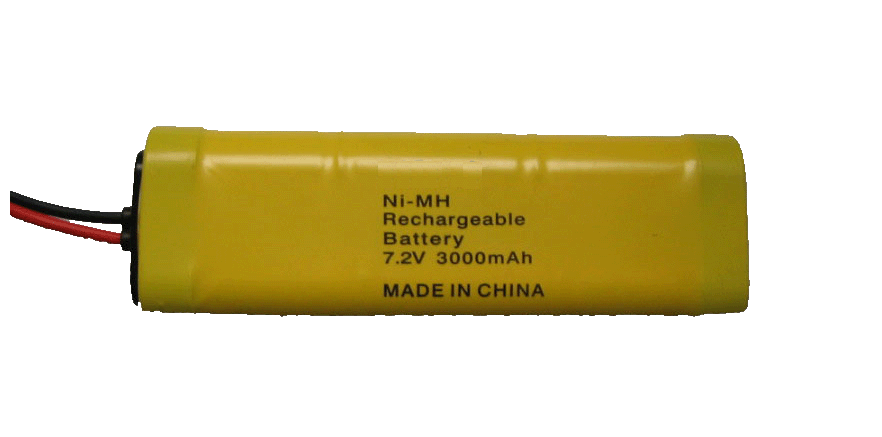 Ni-MH
Rechargeable
Battery
7.2V 3000mAh
MADE IN CHINA